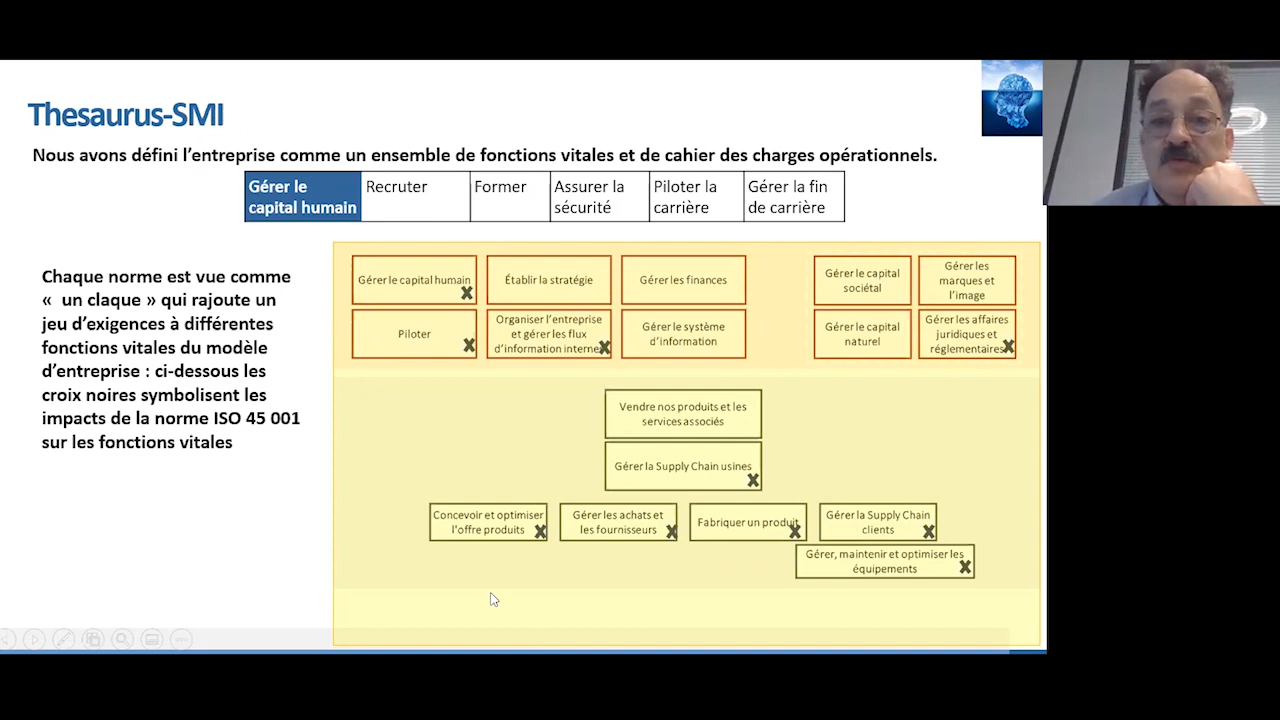 Thesaurus-SMI
Nous avons défini l’entreprise comme un ensemble de fonctions vitales et de cahier des charges opérationnels.
Gérer le
capital humain
Recruter
Former
Assurer la
sécurité
Piloter la
carrière
Gérer la fin
de carrière
Chaque norme est vue comme
« un claque » qui rajoute un
jeu d’exigences à différentes
fonctions vitales du modèle
d’entreprise : ci-dessous les
croix noires symbolisent les
impacts de la norme ISO 45 001
sur les fonctions vitales
Gérer le capital humain
Établir la stratégie
Gérer les finances
Gérer le capital
sociétal
Gérer les
marques et
l’image
Piloter
Organiser l’entreprise
et gérer les flux
d’information internes
Gérer le système
d’information
Gérer le capital
naturel
Gérer les affaires
juridiques et
réglementaires
Vendre nos produits et les
services associés
Gérer la Supply Chain usines
Concevoir et optimiser
l'offre produits
Gérer les achats et
les fournisseurs
Fabriquer un produit
Gérer la Supply Chain
clients
Gérer, maintenir et optimiser les
équipements